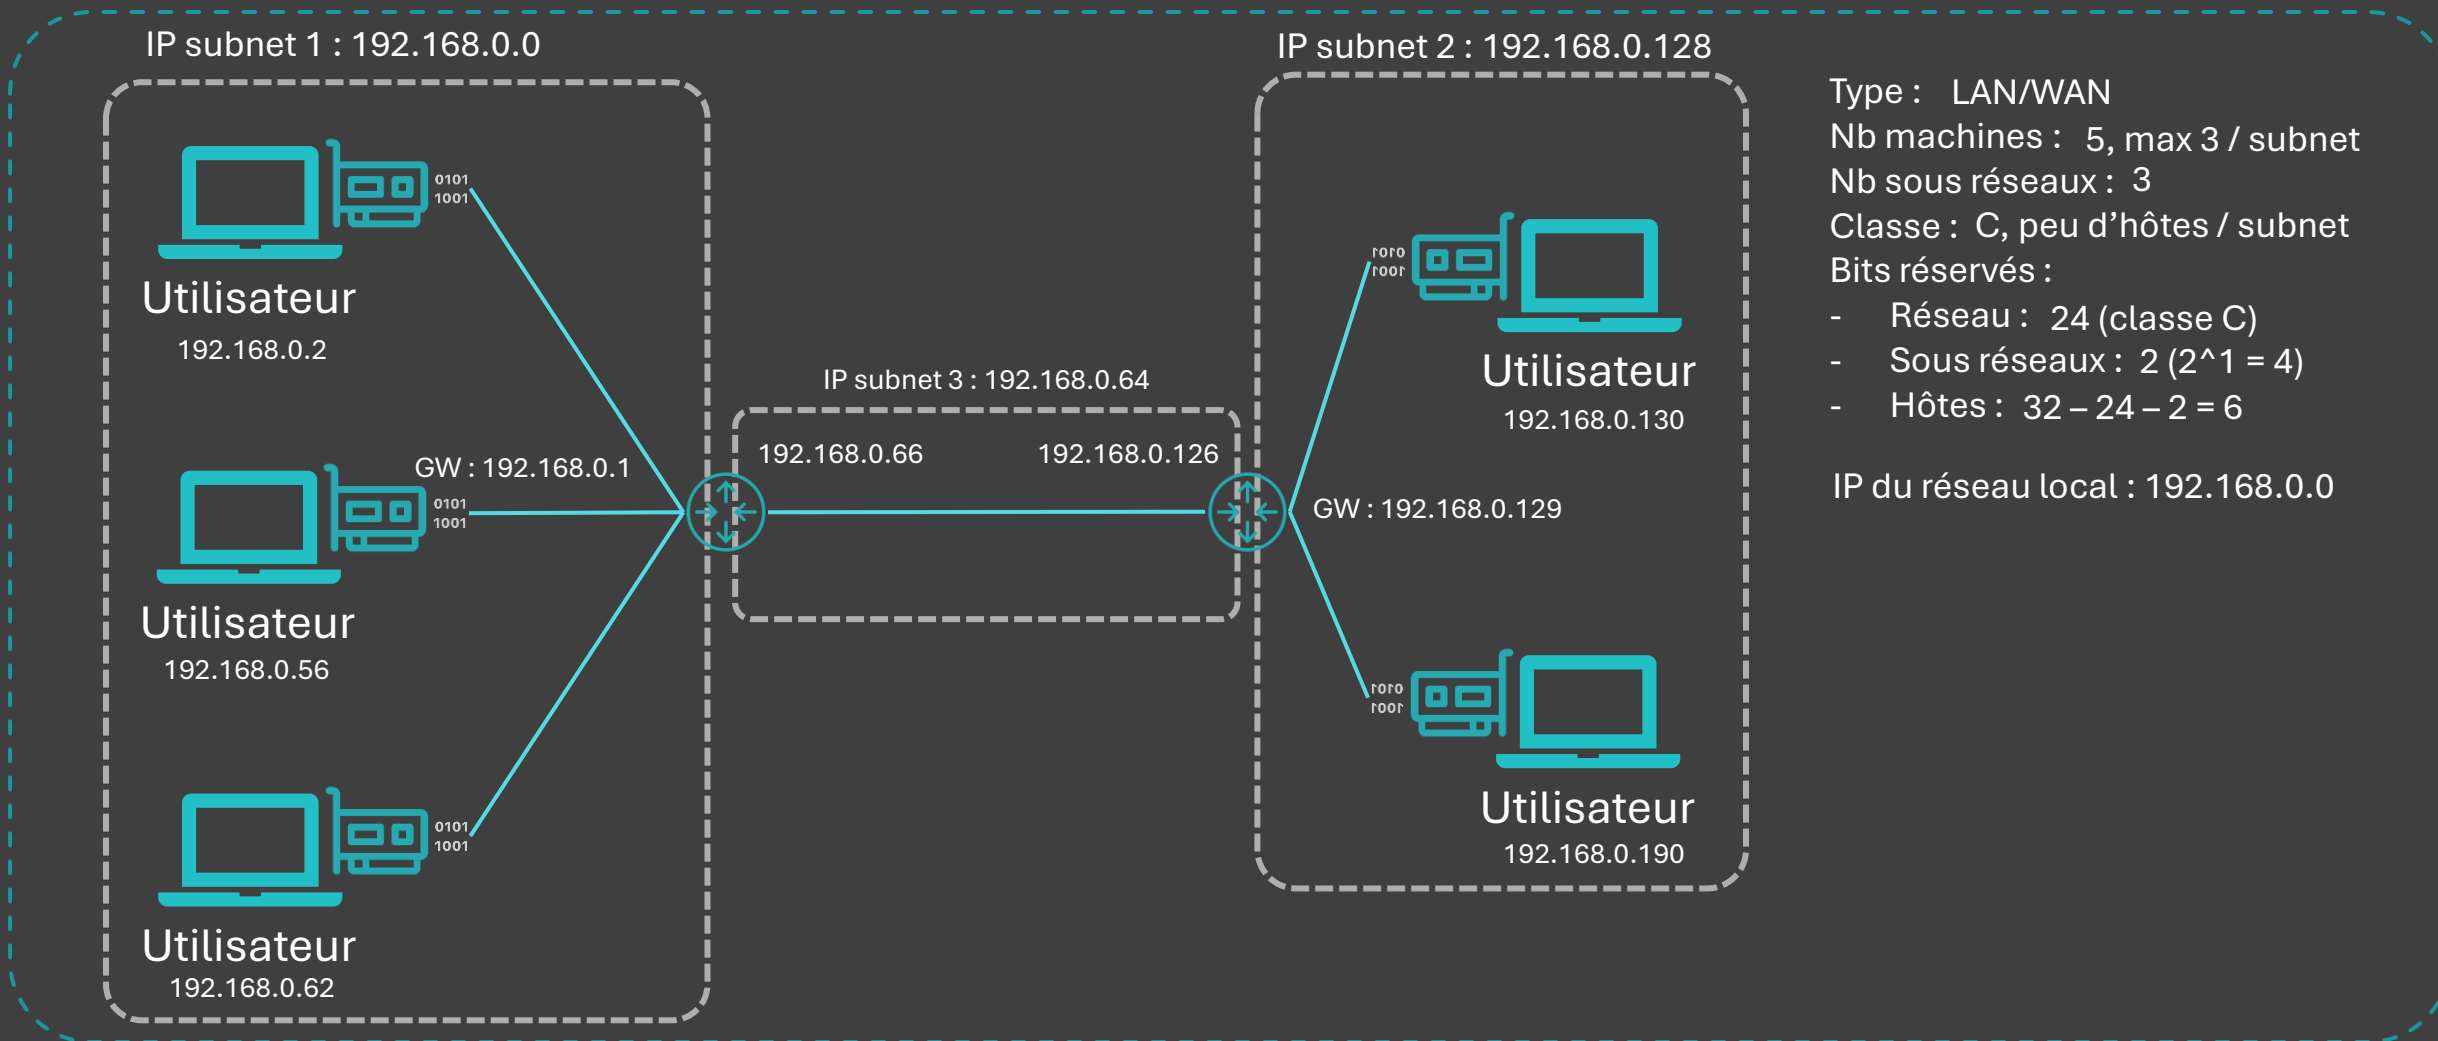 IP subnet 1 : 192.168.0.0
0101
1001
Utilisateur
192.168.0.2
GW : 192.168.0.1
0101
1001
Utilisateur
192.168.0.56
0101
1001
Utilisateur
192.168.0.62
IP subnet 3 : 192.168.0.64
192.168.0.66
192.168.0.126
IP subnet 2 : 192.168.0.128
0101
1001
Utilisateur
192.168.0.130
GW : 192.168.0.129
0101
1001
Utilisateur
192.168.0.190
Type : LAN/WAN
Nb machines : 5, max 3 / subnet
Nb sous réseaux : 3
Classe : C, peu d’hôtes / subnet
Bits réservés :
- Réseau : 24 (classe C)
- Sous réseaux : 2 (2^1 = 4)
- Hôtes : 32 – 24 – 2 = 6
IP du réseau local : 192.168.0.0